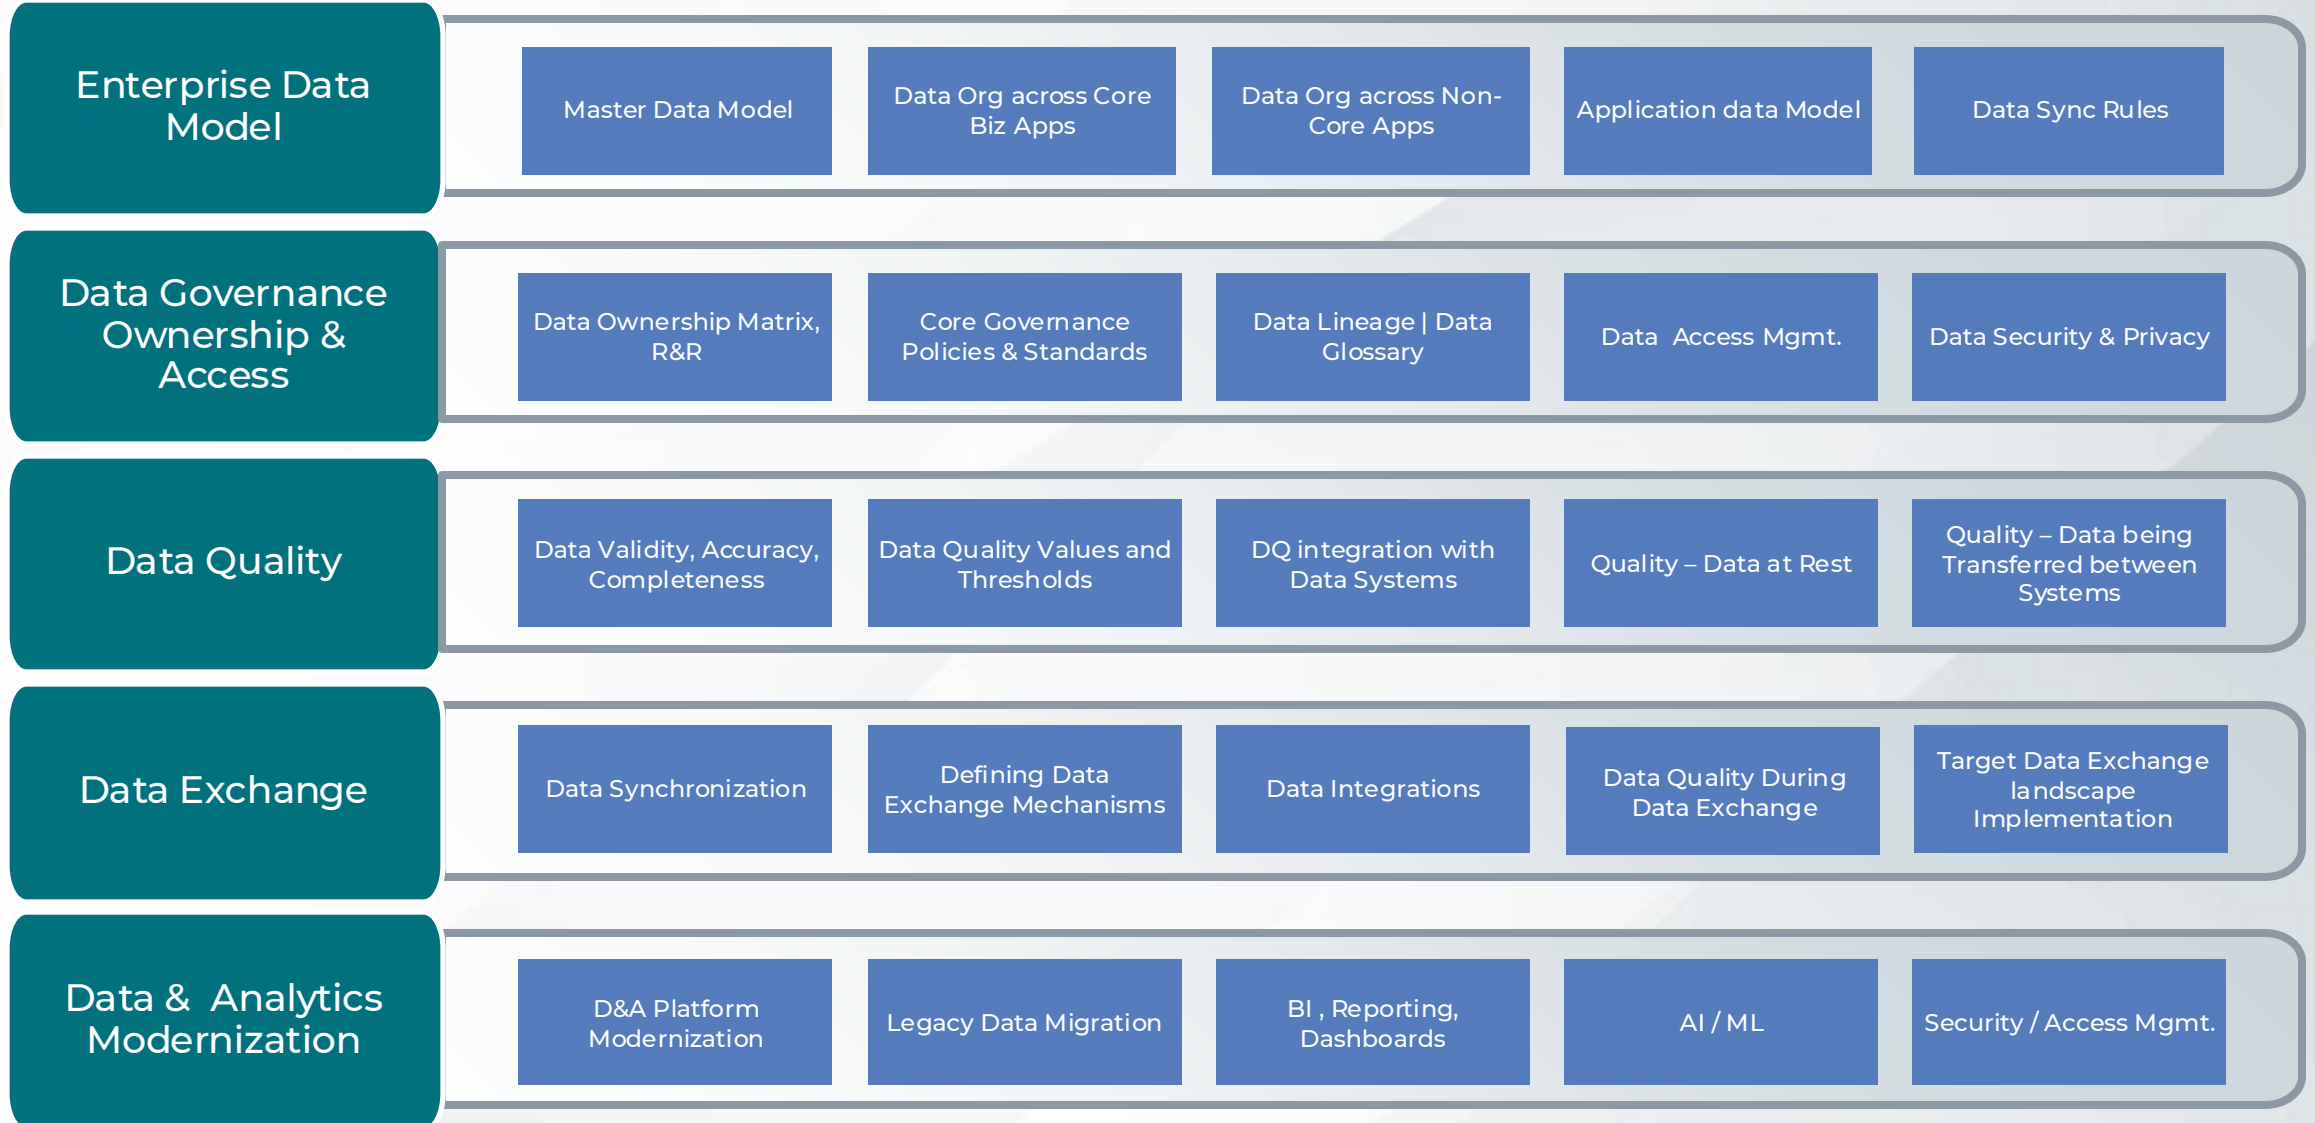 Enterprise Data
Model
Master Data Model
Data Org across Core
Biz Apps
Data Org across Non-
Core Apps
Application data Model
Data Sync Rules
Data Governance
Ownership &
Access
Data Ownership Matrix,
R&R
Core Governance
Policies & Standards
Data Lineage | Data
Glossary
Data  Access Mgmt.
Data Security & Privacy
Data Quality
Data Validity, Accuracy,
Completeness
Data Quality Values and
Thresholds
DQ integration with
Data Systems
Quality – Data at Rest
Quality – Data being
Transferred between
Systems
Data Exchange
Data Synchronization
Defining Data
Exchange Mechanisms
Data Integrations
Data Quality During
Data Exchange
Target Data Exchange
landscape
Implementation
Data &  Analytics
Modernization
D&A Platform
Modernization
Legacy Data Migration
BI , Reporting,
Dashboards
AI / ML
Security / Access Mgmt.